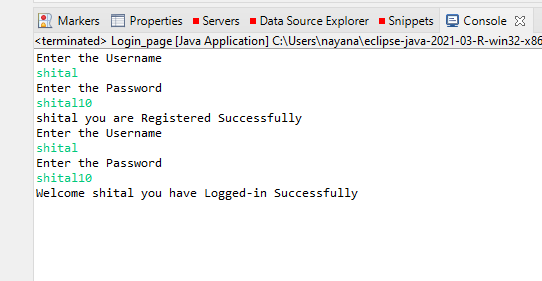 Markers Properties Servers Data Source Explorer Snippets Console
<terminated> Login_page [Java Application] C:\Users\nayana\eclipse-java-2021-03-R-win32-x86
Enter the Username
shital
Enter the Password
shital10
shital you are Registered Successfully
Enter the Username
shital
Enter the Password
shital10
Welcome shital you have Logged-in Successfully